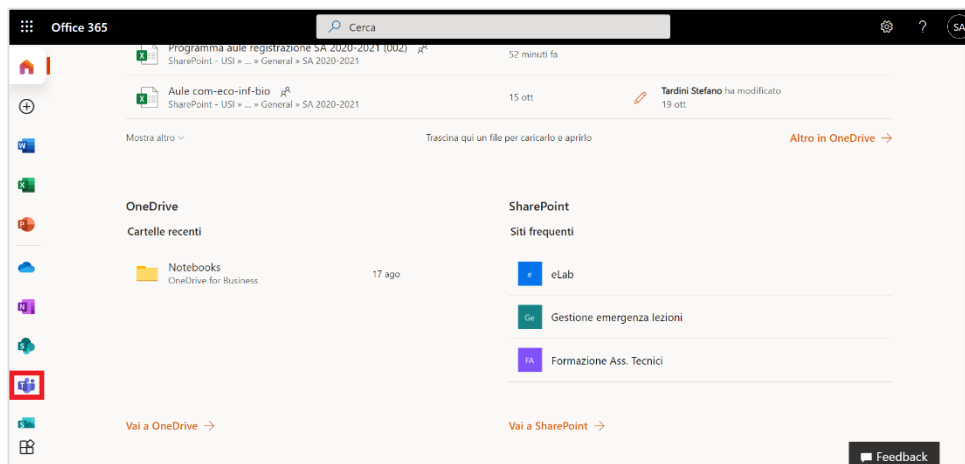 Office 365
Cerca
?
SA
Programma aule registrazione SA 2020-2021 (002)
SharePoint - USI » ... » General » SA 2020-2021
52 minuti fa
Aule com-eco-inf-bio
SharePoint - USI » ... » General » SA 2020-2021
15 ott
Tardini Stefano ha modificato
19 ott
Mostra altro
Trascina qui un file per caricarlo e aprirlo
Altro in OneDrive →
OneDrive
Cartelle recenti
Notebooks
OneDrive for Business
17 ago
SharePoint
Siti frequenti
e
eLab
Ge
Gestione emergenza lezioni
FA
Formazione Ass. Tecnici
Vai a OneDrive →
Vai a SharePoint →
W
X
P
N
S
T
S
Feedback